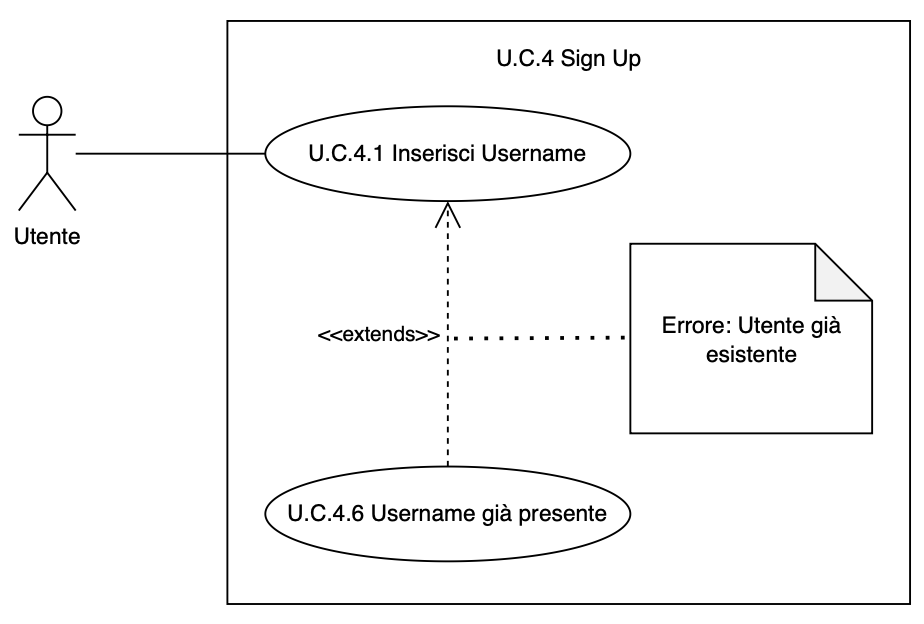 U.C.4 Sign Up
U.C.4.1 Inserisci Username
Utente
<<extends>>
Errore: Utente già
esistente
U.C.4.6 Username già presente